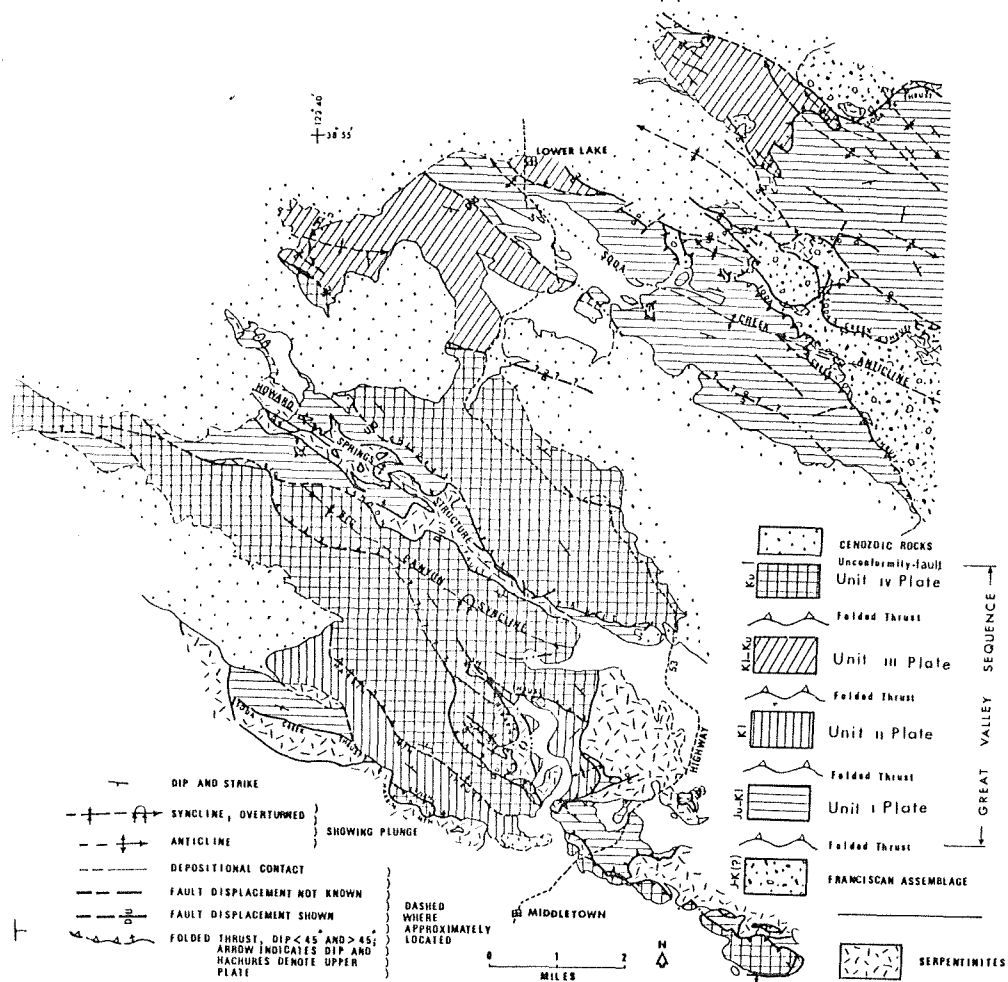 122° 40'
38° 55'
LOWER LAKE
SODA
CREEK
ANTICLINE
HOWARD
SPRINGS
STRUCTURE
CANYON
SYNCLINE
53
HIGHWAY
MIDDLETOWN
CENOZOIC ROCKS
Unconformity-fault
Ku
Unit IV Plate
Folded Thrust
Kl-Ku
Unit III Plate
Folded Thrust
Kl
Unit II Plate
Folded Thrust
Ju-Kl
Unit I Plate
Folded Thrust
J-K(?)
FRANCISCAN ASSEMBLAGE
SERPENTINITES
GREAT VALLEY SEQUENCE
DIP AND STRIKE
SYNCLINE, OVERTURNED
ANTICLINE
SHOWING PLUNGE
DEPOSITIONAL CONTACT
FAULT DISPLACEMENT NOT KNOWN
D/U FAULT DISPLACEMENT SHOWN
FOLDED THRUST, DIP < 45° AND > 45°;
ARROW INDICATES DIP AND
HACHURES DENOTE UPPER
PLATE
DASHED
WHERE
APPROXIMATELY
LOCATED
0 1 2
MILES
N